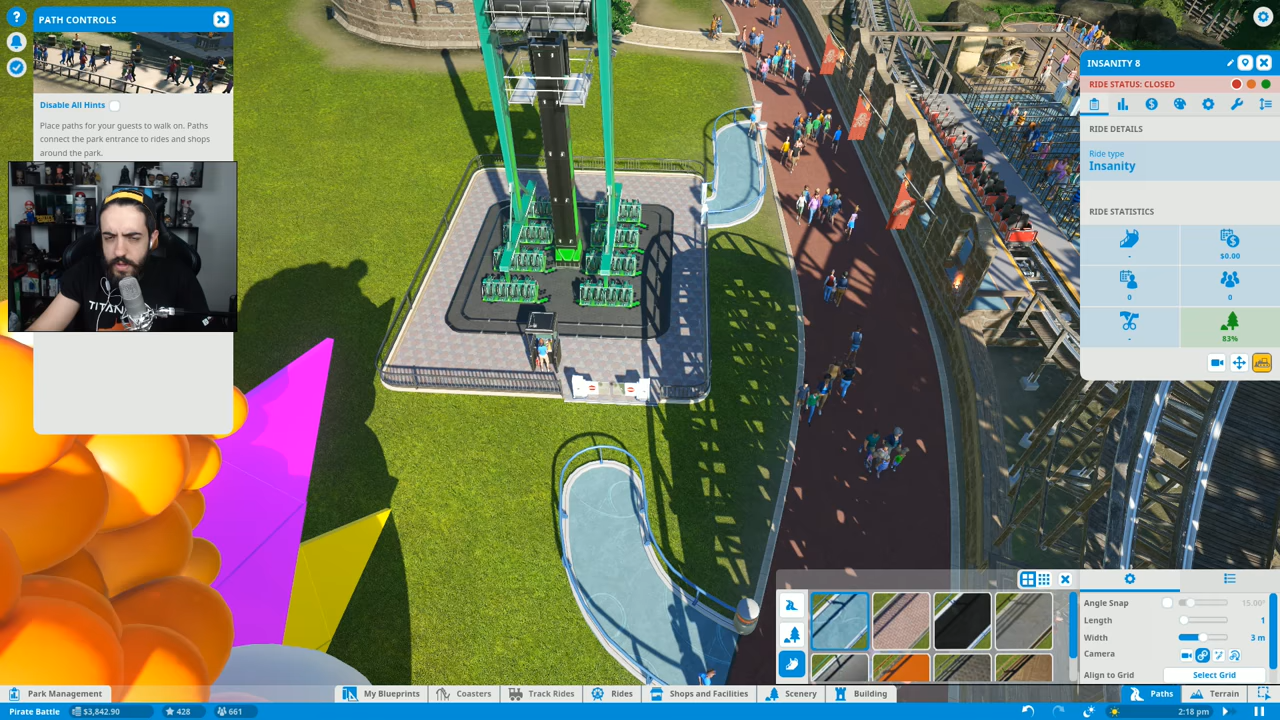 PATH CONTROLS
Disable All Hints
Place paths for your guests to walk on. Paths
connect the park entrance to rides and shops
around the park.
TITAN
INSANITY 8
RIDE STATUS: CLOSED
RIDE DETAILS
Ride type
Insanity
RIDE STATISTICS
-
$0.00
0
0
-
83%
Angle Snap
15.00°
Length
1
Width
3 m
Camera
Align to Grid
Select Grid
Park Management
My Blueprints
Coasters
Track Rides
Rides
Shops and Facilities
Scenery
Building
Paths
Terrain
Pirate Battle
$3,842.90
428
661
2:18 pm